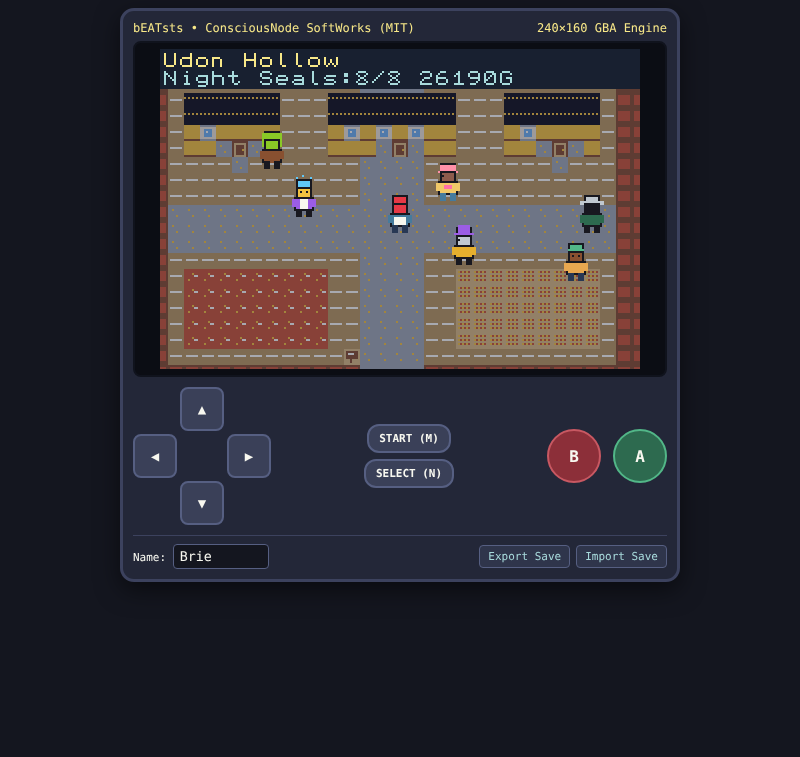 bEATsts • ConsciousNode SoftWorks (MIT)
240×160 GBA Engine
Udon Hollow
Night Seals:8/8 26190G
▲
◄
►
▼
START (M)
SELECT (N)
B
A
Name: Brie
Export Save
Import Save